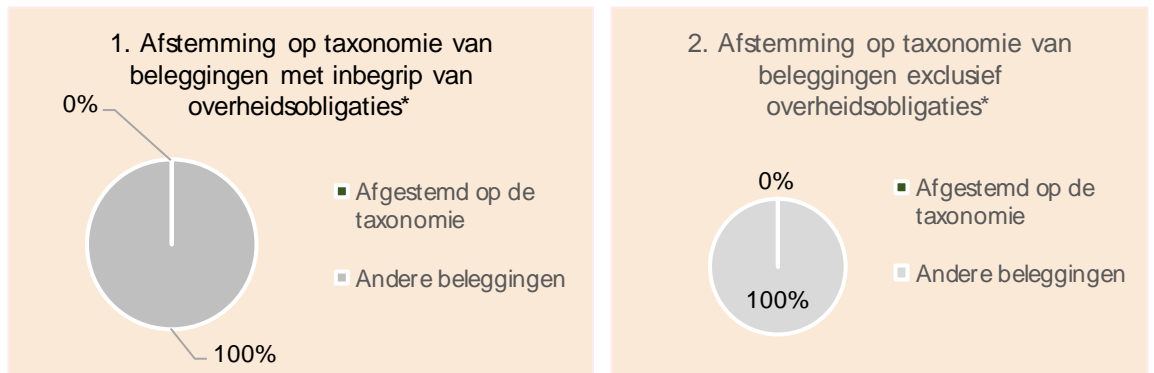 1. Afstemming op taxonomie van
beleggingen met inbegrip van
overheidsobligaties*
0%
100%
Afgestemd op de
taxonomie
Andere beleggingen
2. Afstemming op taxonomie van
beleggingen exclusief
overheidsobligaties*
0%
100%
Afgestemd op de
taxonomie
Andere beleggingen